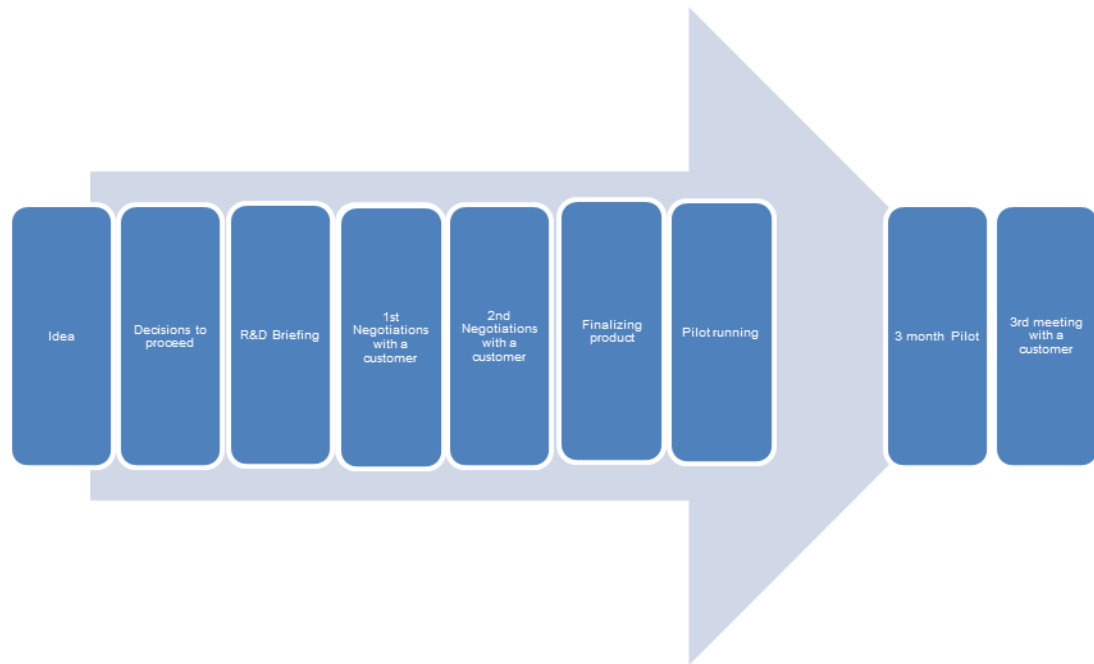 Idea
Decisions to
proceed
R&D Briefing
1st
Negotiations
with a
customer
2nd
Negotiations
with a
customer
Finalizing
product
Pilot running
3 month Pilot
3rd meeting
with a
customer